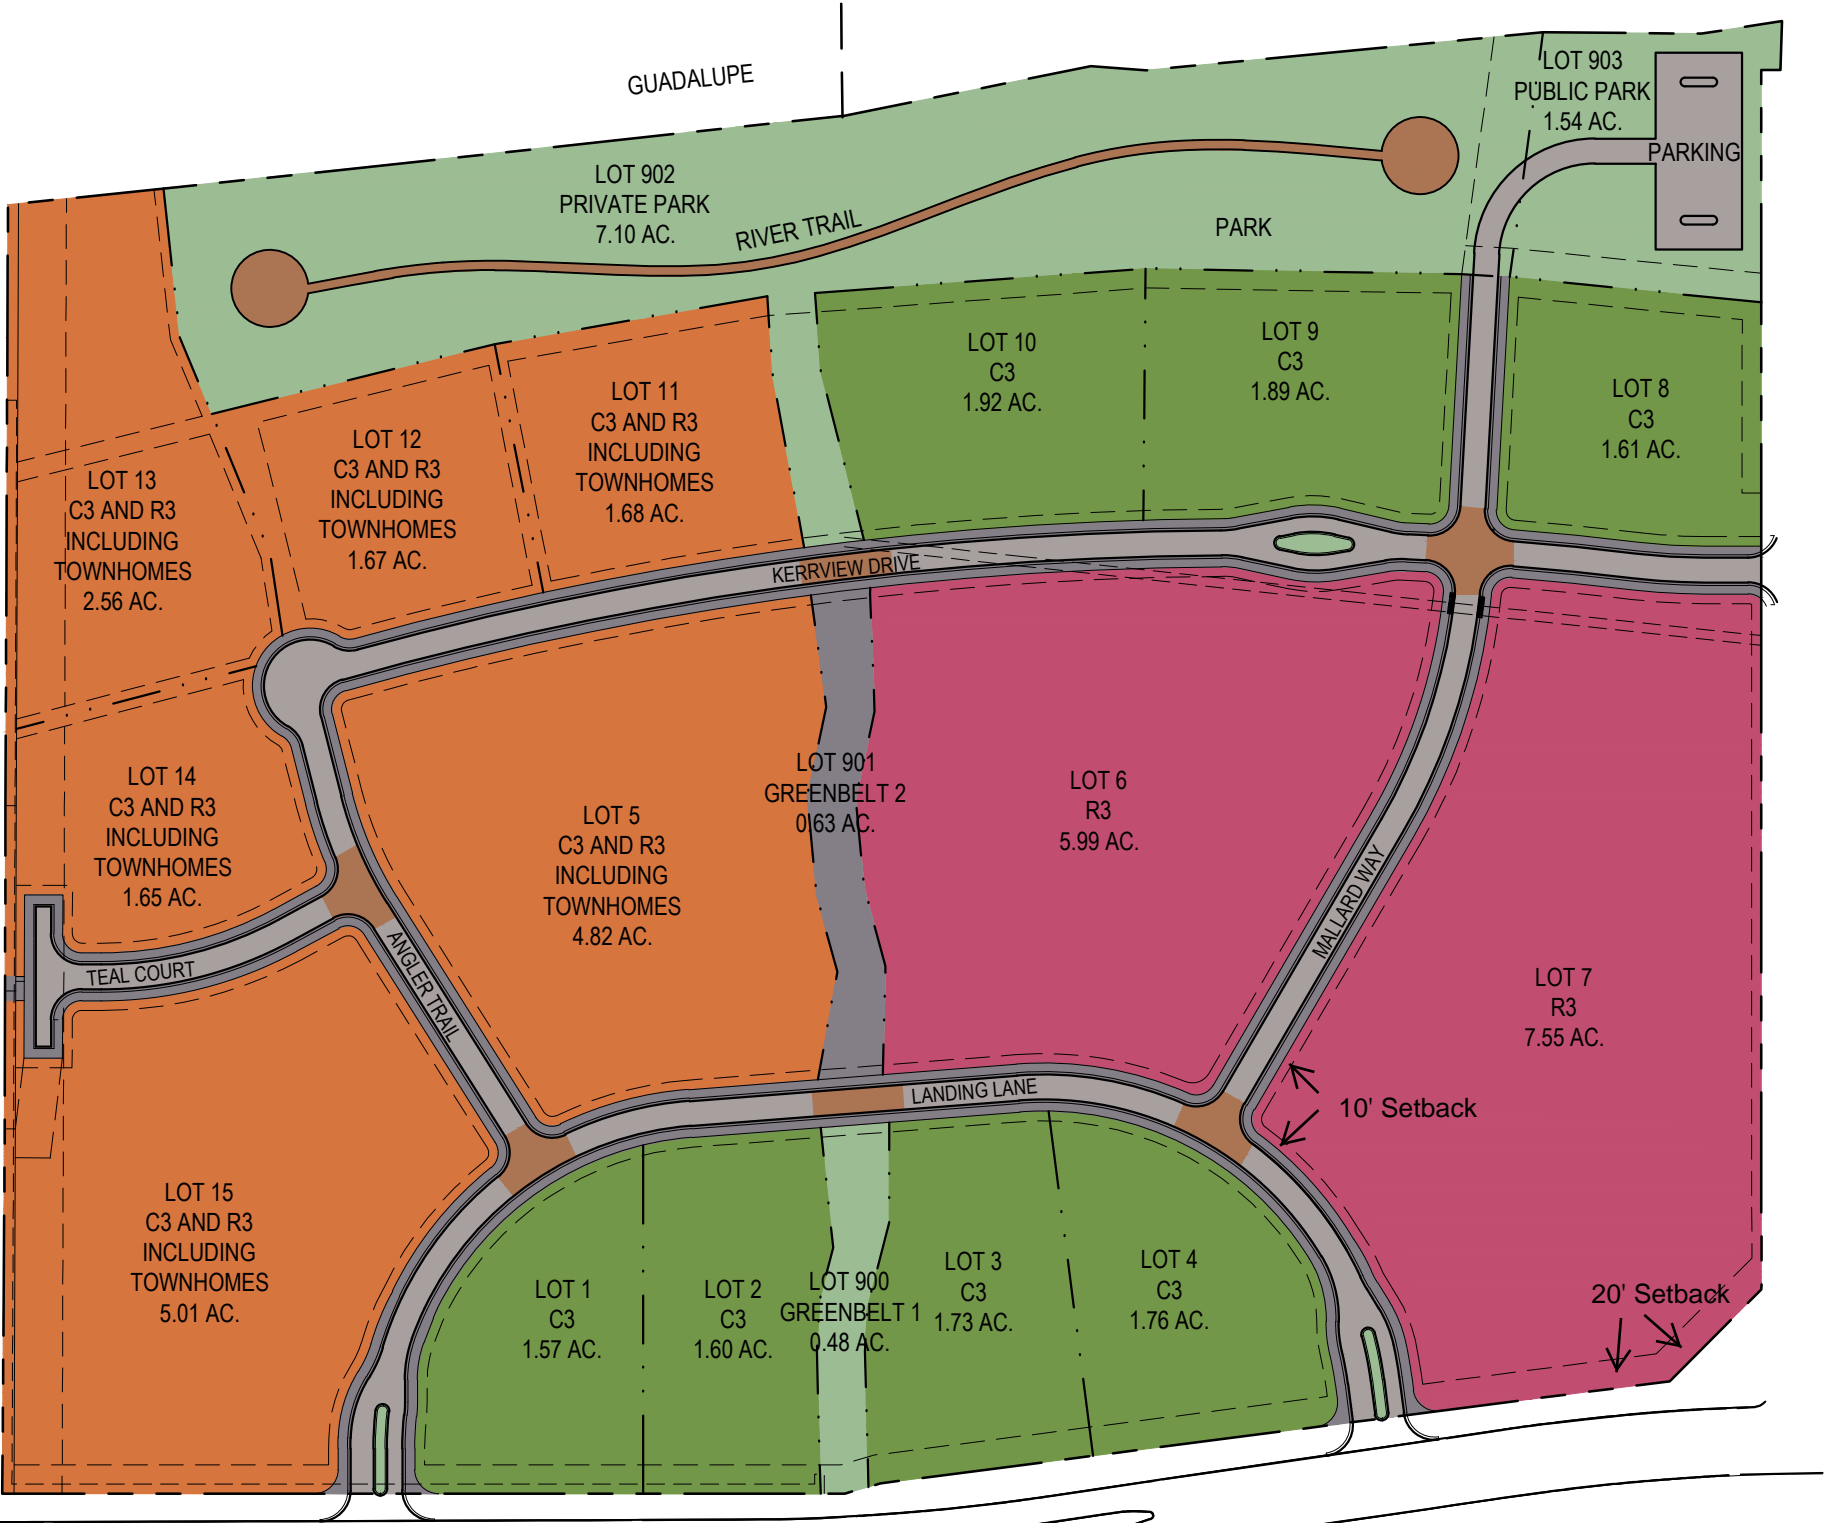 GUADALUPE
LOT 903
PUBLIC PARK
1.54 AC.
PARKING
LOT 902
PRIVATE PARK
7.10 AC.
RIVER TRAIL
PARK
LOT 10
C3
1.92 AC.
LOT 9
C3
1.89 AC.
LOT 8
C3
1.61 AC.
LOT 11
C3 AND R3
INCLUDING
TOWNHOMES
1.68 AC.
LOT 12
C3 AND R3
INCLUDING
TOWNHOMES
1.67 AC.
LOT 13
C3 AND R3
INCLUDING
TOWNHOMES
2.56 AC.
KERRVIEW DRIVE
LOT 14
C3 AND R3
INCLUDING
TOWNHOMES
1.65 AC.
LOT 5
C3 AND R3
INCLUDING
TOWNHOMES
4.82 AC.
LOT 901
GREENBELT 2
0.63 AC.
LOT 6
R3
5.99 AC.
MALLARD WAY
TEAL COURT
ANGLER TRAIL
LOT 7
R3
7.55 AC.
LANDING LANE
10' Setback
LOT 15
C3 AND R3
INCLUDING
TOWNHOMES
5.01 AC.
LOT 1
C3
1.57 AC.
LOT 2
C3
1.60 AC.
LOT 900
GREENBELT 1
0.48 AC.
LOT 3
C3
1.73 AC.
LOT 4
C3
1.76 AC.
20' Setback